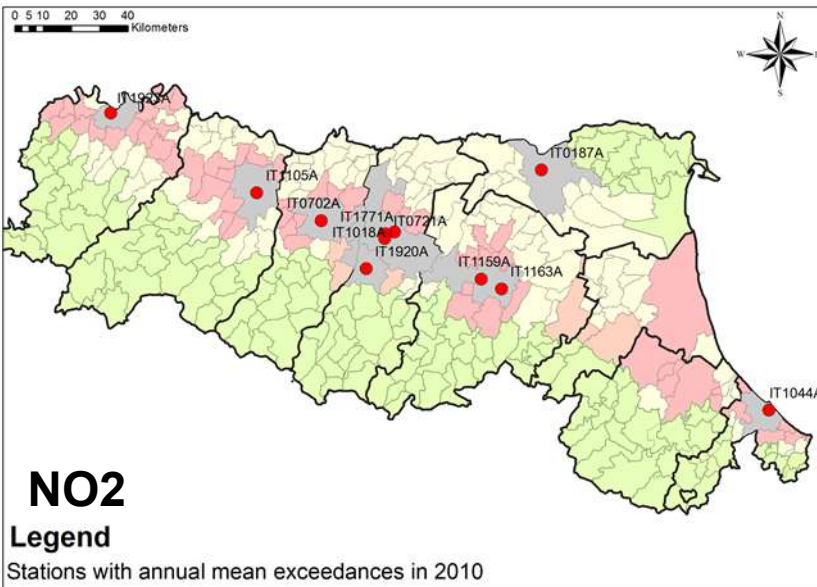 0 5 10 20 30 40
Kilometers
N
W
S
IT0187A
IT1105A
IT0702A
IT1771A IT0721A
IT1018A
IT1920A
IT1159A IT1163A
IT1044A
NO2
Legend
Stations with annual mean exceedances in 2010